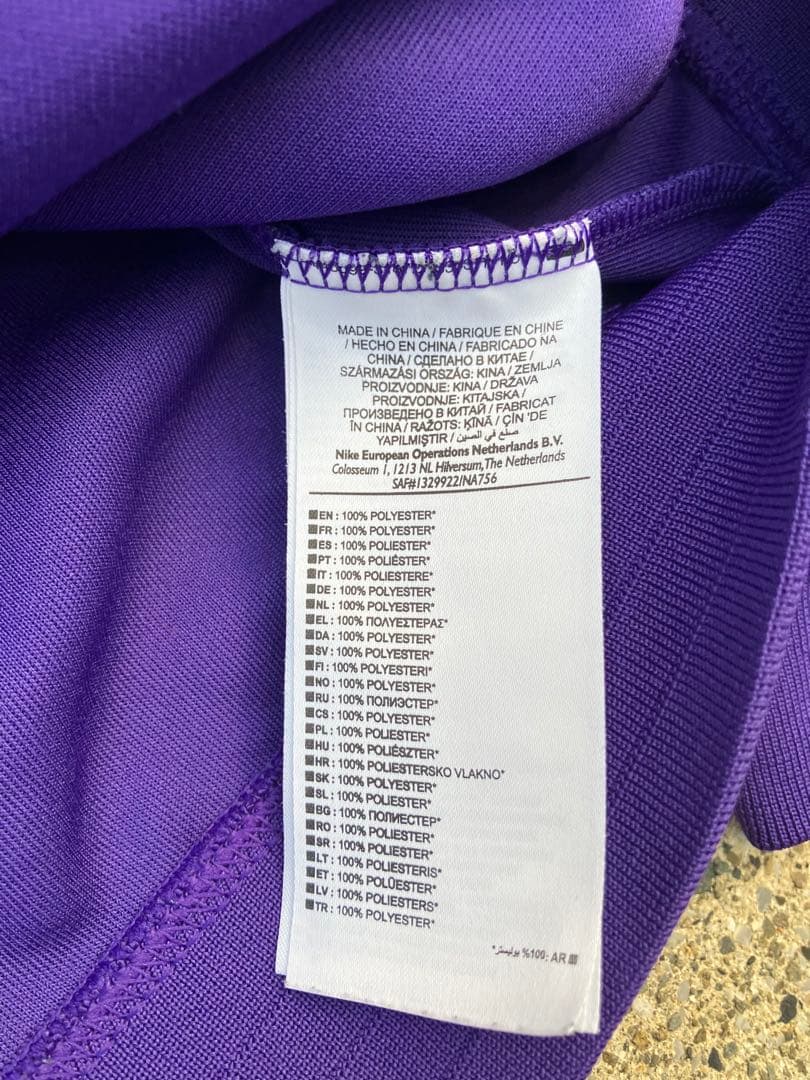 MADE IN CHINA / FABRIQUE EN CHINE
/ HECHO EN CHINA / FABRICADO NA
CHINA / СДЕЛАНО В КИТАЕ /
SZÁRMAZÁSI ÓRSZÁG: KINA / ZEMLJA
PROIZVODNJE: KINA / DRŽAVA
PROIZVODNJE: KITAJSKA /
ПРОИЗВЕДЕНО В КИТАЙ / FABRICAT
ÎN CHINA / RAŽOTS: ĶĪNĀ / ÇİN 'DE
YAPILMIŞTIR / صنع في الصين
Nike European Operations Netherlands B.V.
Colosseum 1, 1213 NL Hilversum, The Netherlands
SAF#1329922/NA756
EN : 100% POLYESTER*
FR : 100% POLYESTER*
ES : 100% POLIESTER*
PT : 100% POLIÉSTER*
IT : 100% POLIESTERE*
DE : 100% POLYESTER*
NL : 100% POLYESTER*
EL : 100% ΠΟΛΥΕΣΤΕΡΑΣ*
DA : 100% POLYESTER*
SV : 100% POLYESTER*
FI : 100% POLYESTERI*
NO : 100% POLYESTER*
RU : 100% ПОЛИЭСТЕР*
CS : 100% POLYESTER*
PL : 100% POLIESTER*
HU : 100% POLIÉSZTER*
HR : 100% POLIESTERSKO VLAKNO*
SK : 100% POLYESTER*
SL : 100% POLIESTER*
BG : 100% ПОЛИЕСТЕР*
RO : 100% POLIESTER*
SR : 100% POLIESTER*
LT : 100% POLIESTERIS*
ET : 100% POLÜESTER*
LV : 100% POLIESTERS*
TR : 100% POLYESTER*
AR :100% بوليستر*